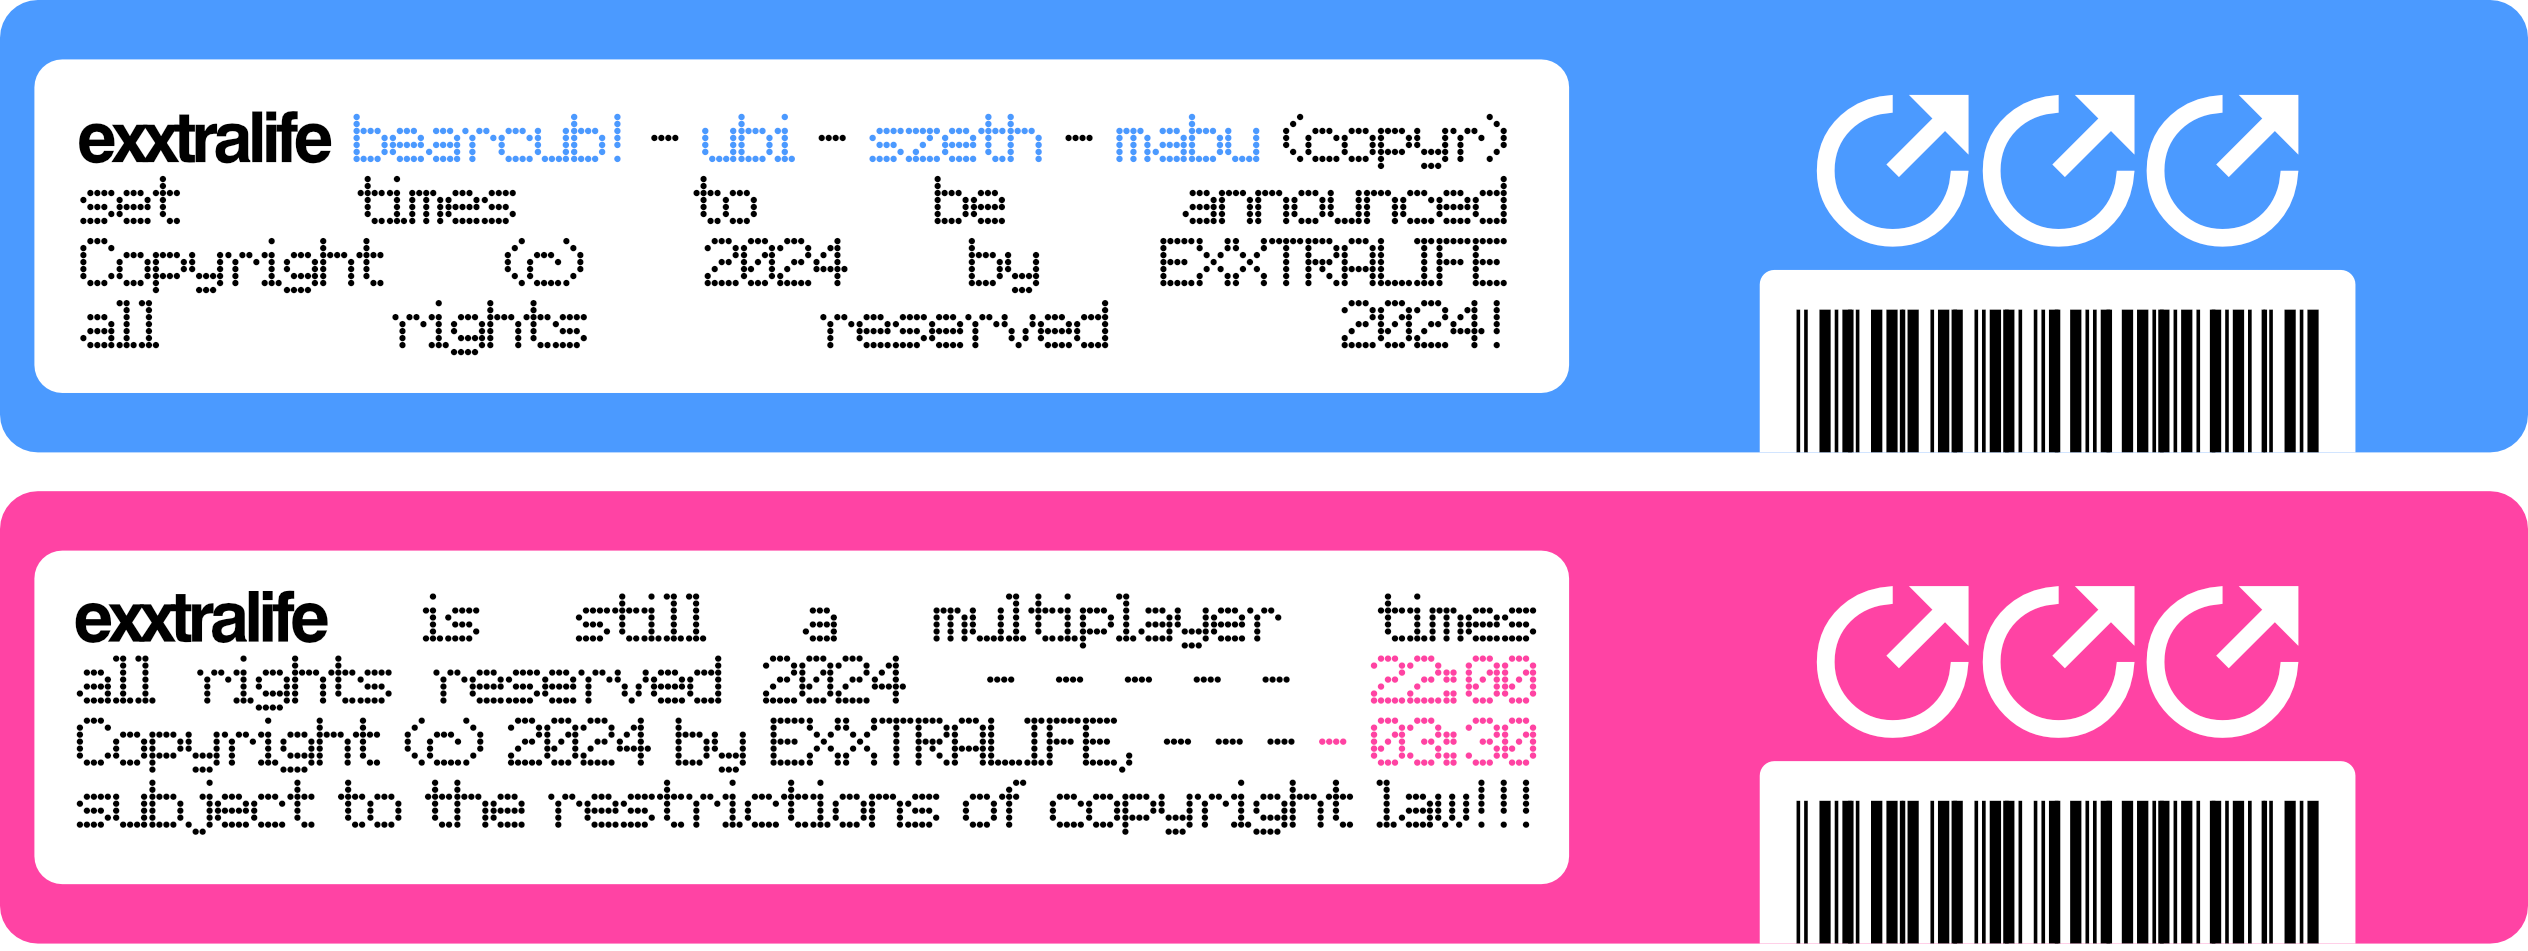 exxtralife bearcub! - ubi - szeth - mabu (copyr)
set times to be announced
Copyright (c) 2024 by EXXTRALIFE
all rights reserved 2024!
exxtralife is still a multiplayer times
all rights reserved 2024 - - - - - 22:00
Copyright (c) 2024 by EXXTRALIFE, - - - - 03:30
subject to the restrictions of copyright law!!!